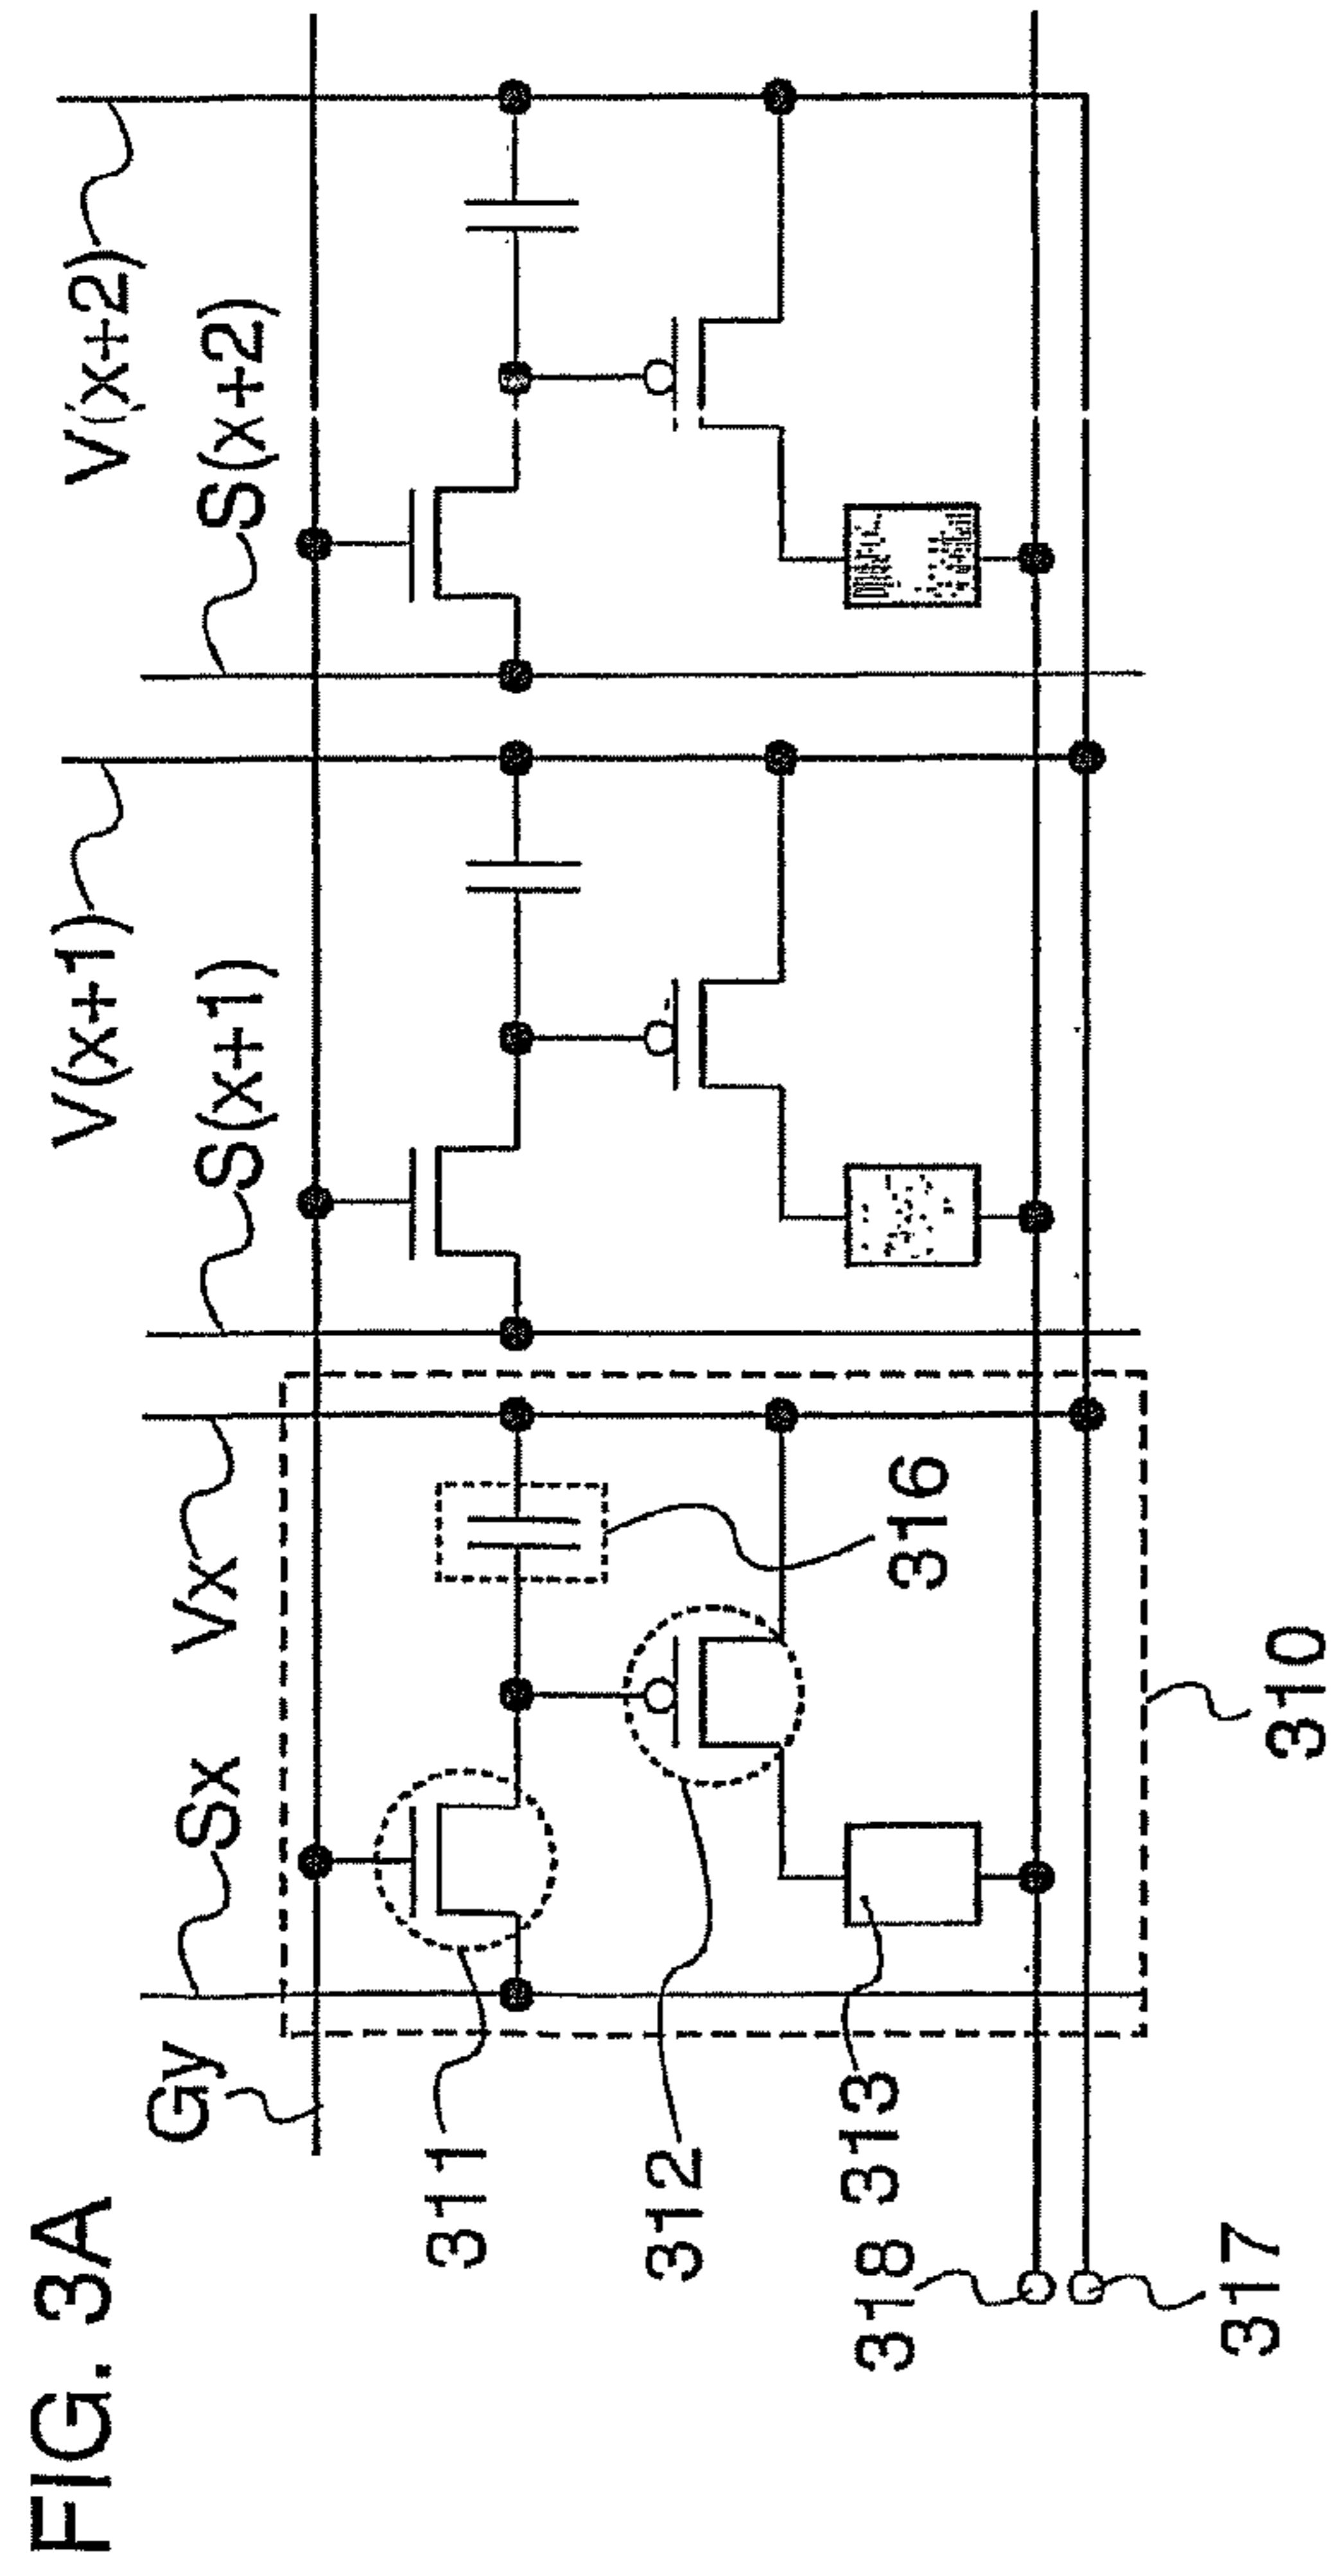 FIG. 3A
Gy
Sx
Vx
S(x+1)
V(x+1)
S(x+2)
V(x+2)
311
312
313
316
318
317
310